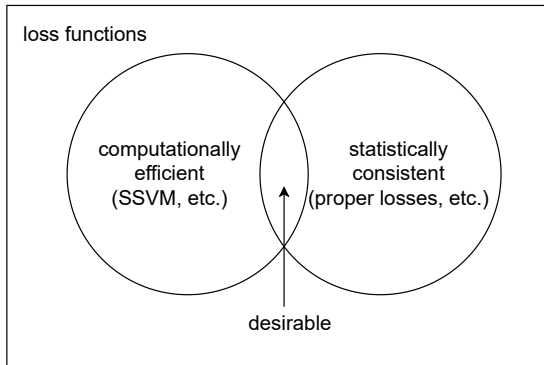 loss functions
computationally
efficient
(SSVM, etc.)
statistically
consistent
(proper losses, etc.)
desirable